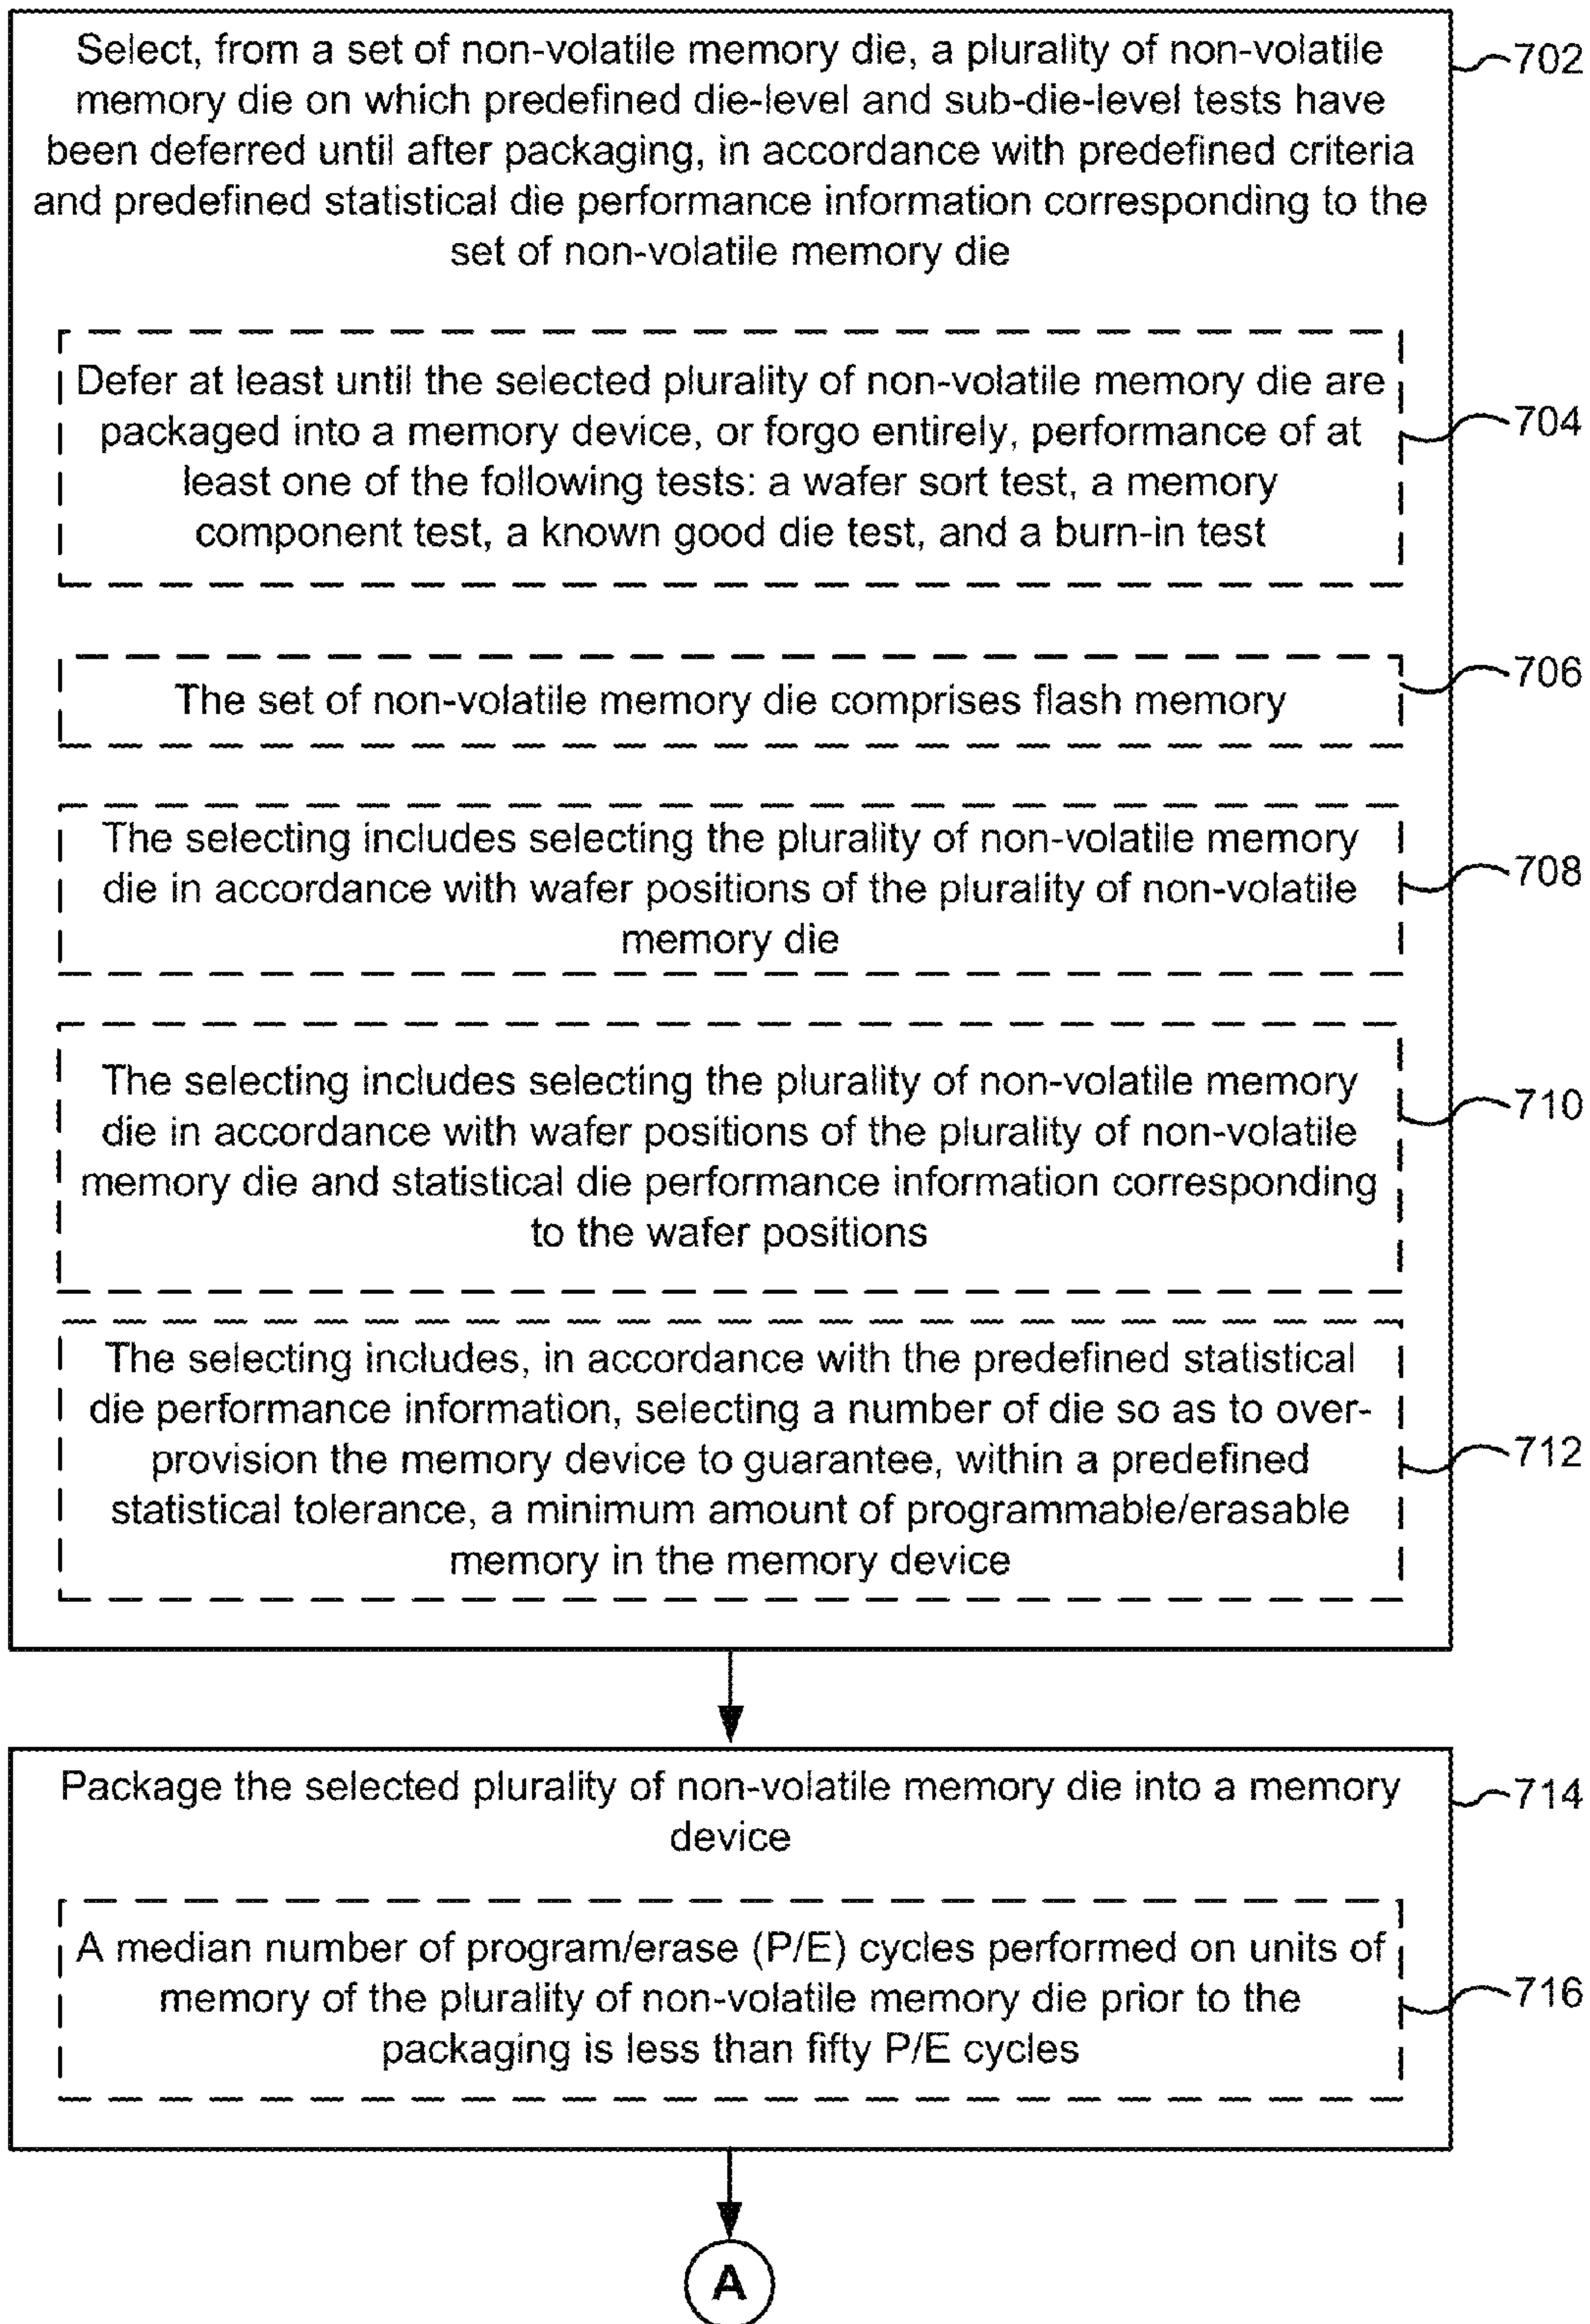 Select, from a set of non-volatile memory die, a plurality of non-volatile
702
memory die on which predefined die-level and sub-die-level tests have
been deferred until after packaging, in accordance with predefined criteria
and predefined statistical die performance information corresponding to the
set of non-volatile memory die
Defer at least until the selected plurality of non-volatile memory die are
packaged into a memory device, or forgo entirely, performance of at
704
least one of the following tests: a wafer sort test, a memory
component test, a known good die test, and a burn-in test
The set of non-volatile memory die comprises flash memory
706
The selecting includes selecting the plurality of non-volatile memory
die in accordance with wafer positions of the plurality of non-volatile
708
memory die
The selecting includes selecting the plurality of non-volatile memory
710
die in accordance with wafer positions of the plurality of non-volatile
memory die and statistical die performance information corresponding
to the wafer positions
The selecting includes, in accordance with the predefined statistical
die performance information, selecting a number of die so as to over-
provision the memory device to guarantee, within a predefined
712
statistical tolerance, a minimum amount of programmable/erasable
memory in the memory device
Package the selected plurality of non-volatile memory die into a memory
714
device
A median number of program/erase (P/E) cycles performed on units of
memory of the plurality of non-volatile memory die prior to the
716
packaging is less than fifty P/E cycles
A